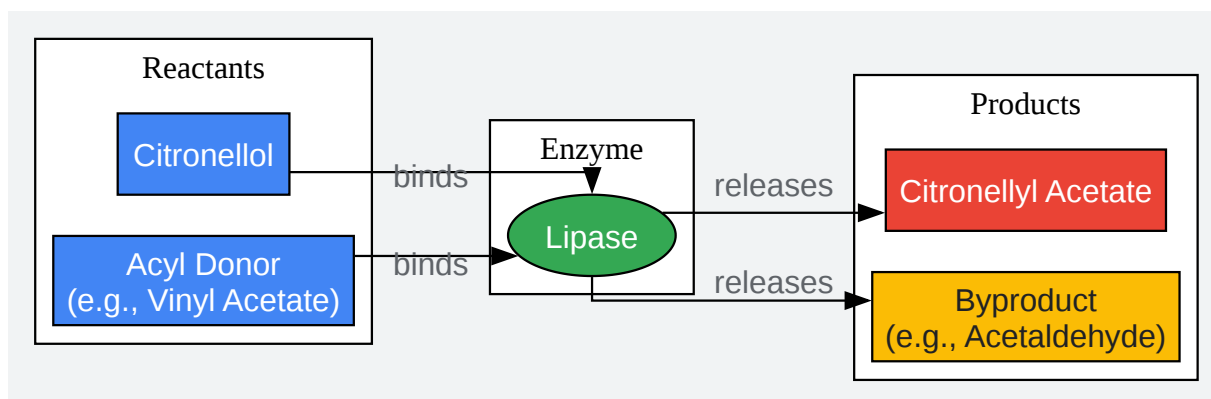 Reactants
Citronellol
Acyl Donor
(e.g., Vinyl Acetate)
binds
binds
Enzyme
Lipase
releases
releases
Products
Citronellyl Acetate
Byproduct
(e.g., Acetaldehyde)